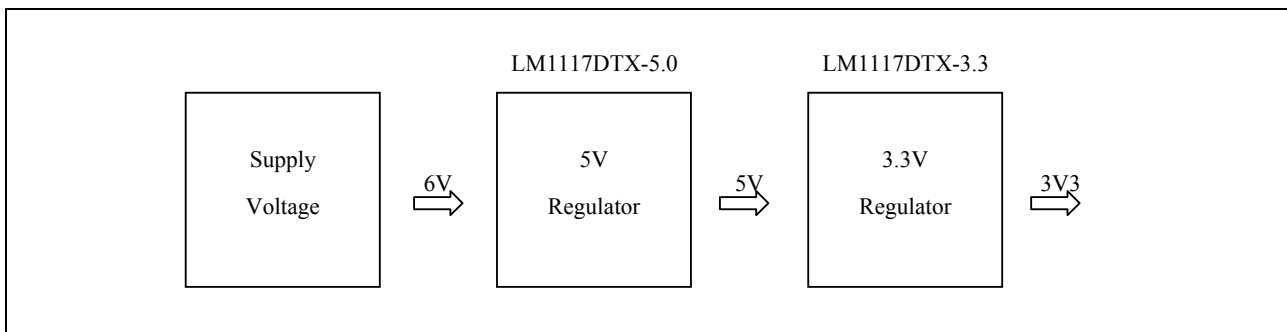 LM1117DTX-5.0
LM1117DTX-3.3
Supply
Voltage
6V
5V
Regulator
5V
3.3V
Regulator
3V3